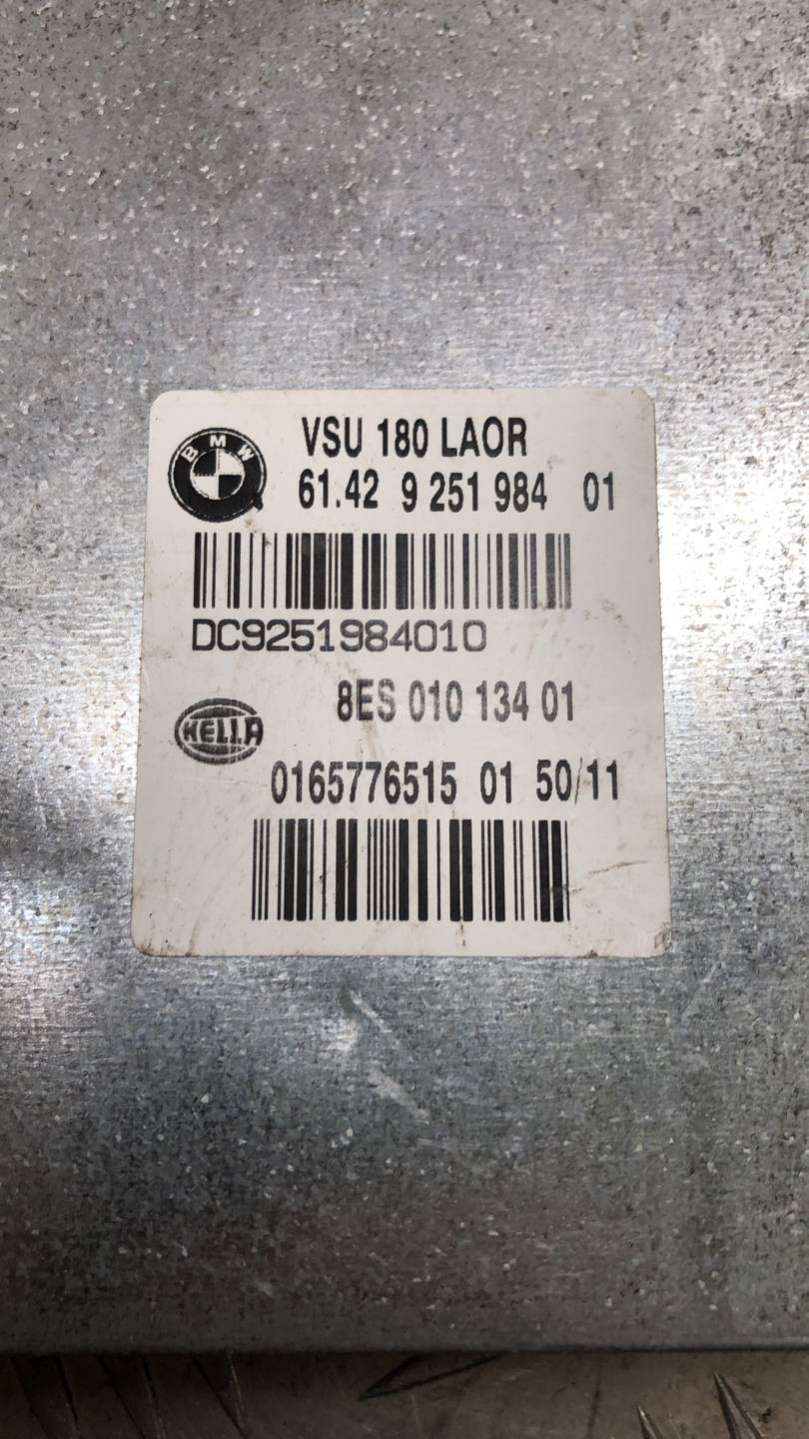 BMW
VSU 180 LAOR
61.42 9 251 984 01
DC9251984010
HELLA
8ES 010 134 01
0165776515 01 50/11